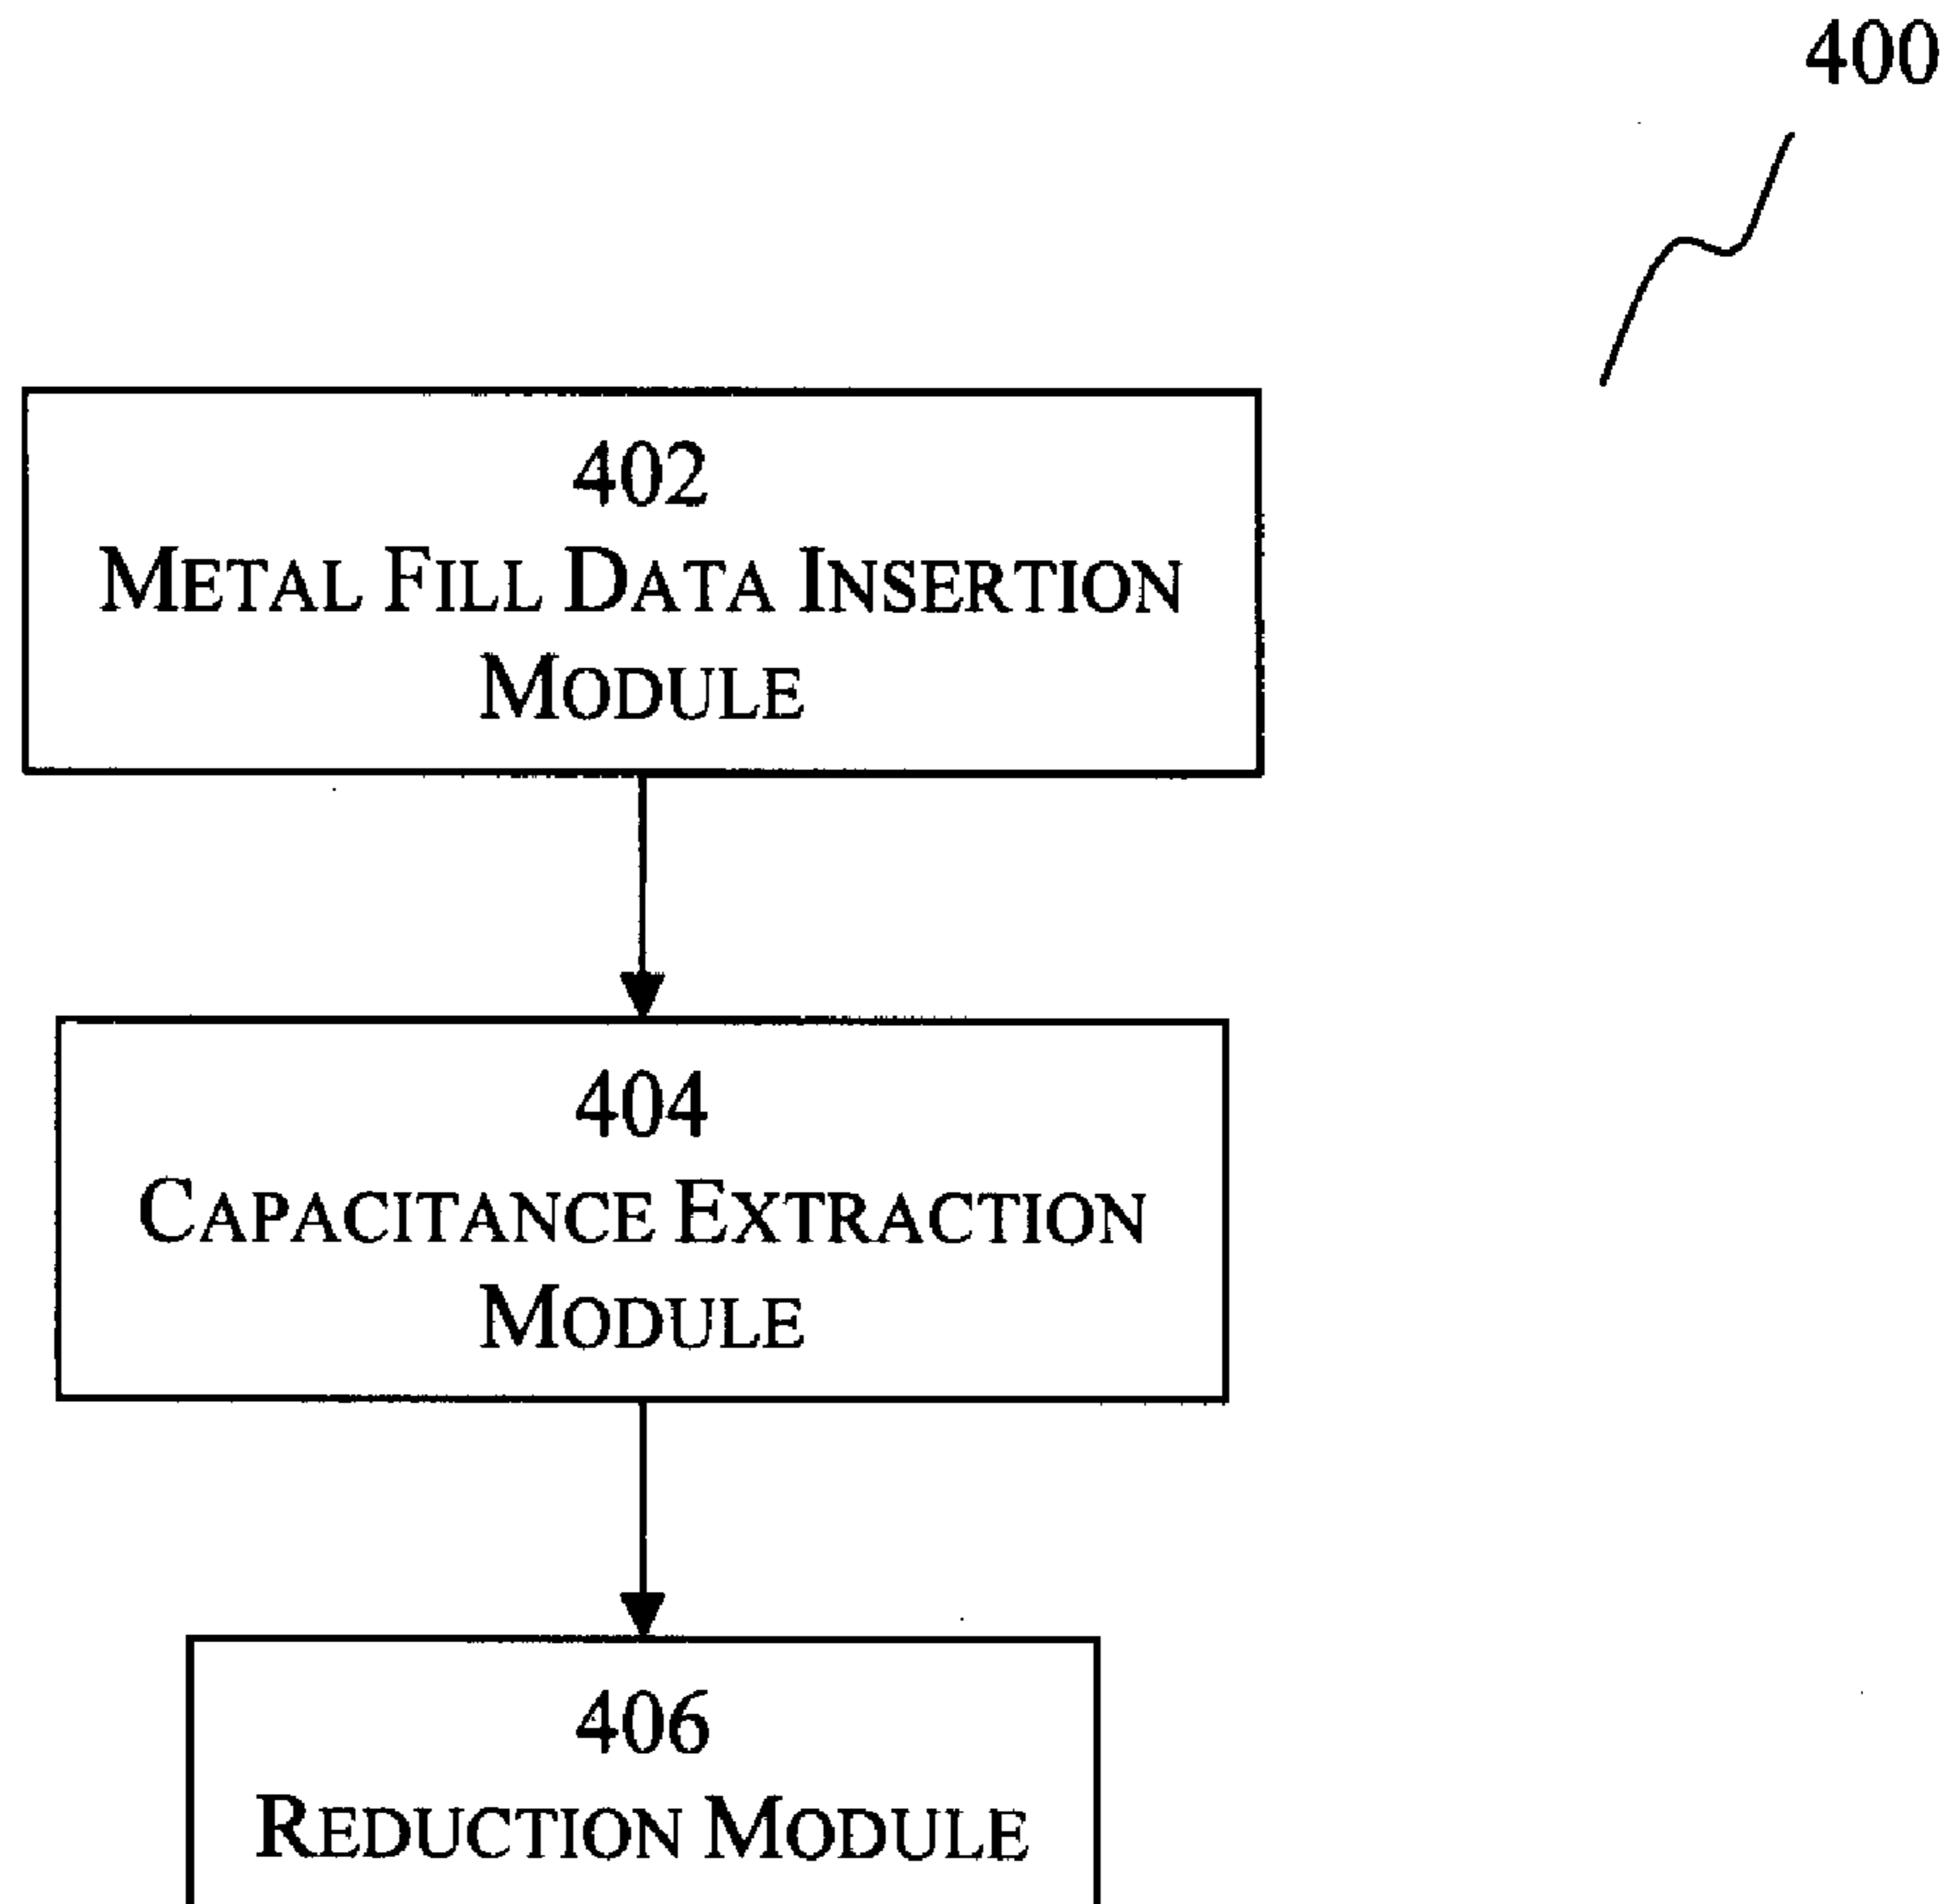 400
402
METAL FILL DATA INSERTION
MODULE
404
CAPACITANCE EXTRACTION
MODULE
406
REDUCTION MODULE